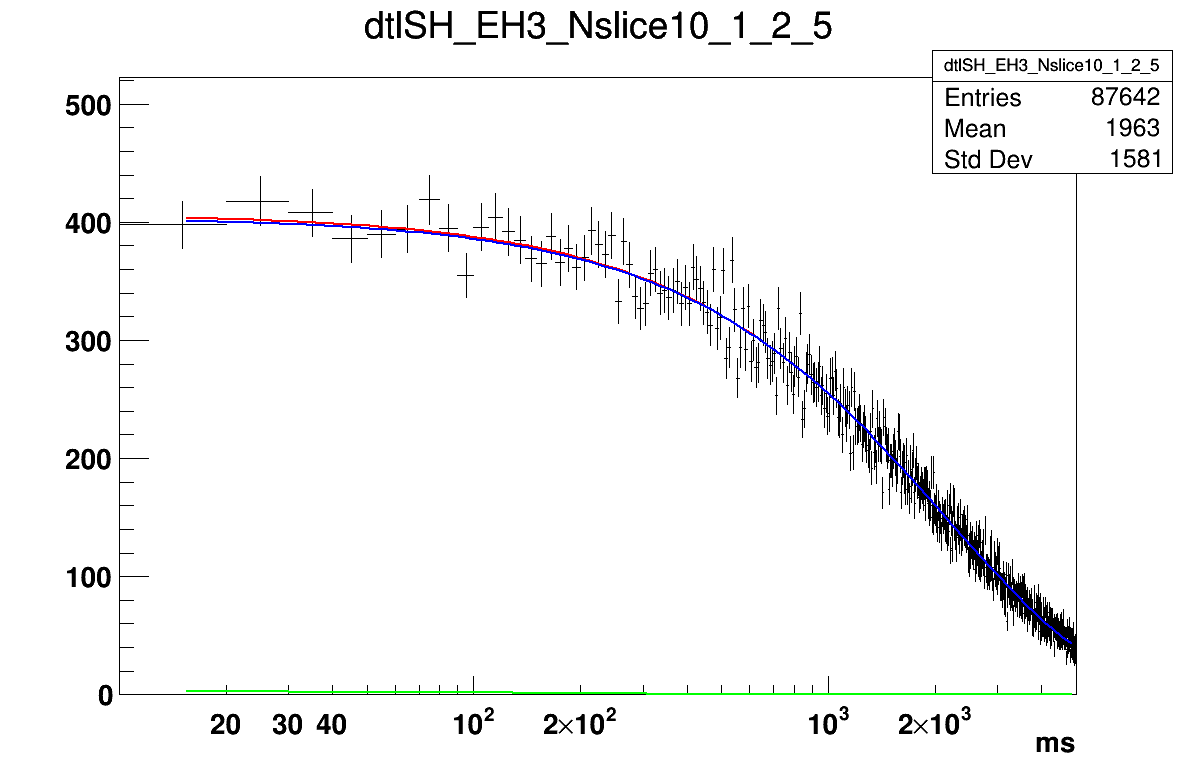 dtlSH_EH3_Nslice10_1_2_5
dtlSH_EH3_Nslice10_1_2_5
Entries 87642
Mean 1963
Std Dev 1581
500
400
300
200
100
0
20 30 40 10² 2×10² 10³ 2×10³
ms